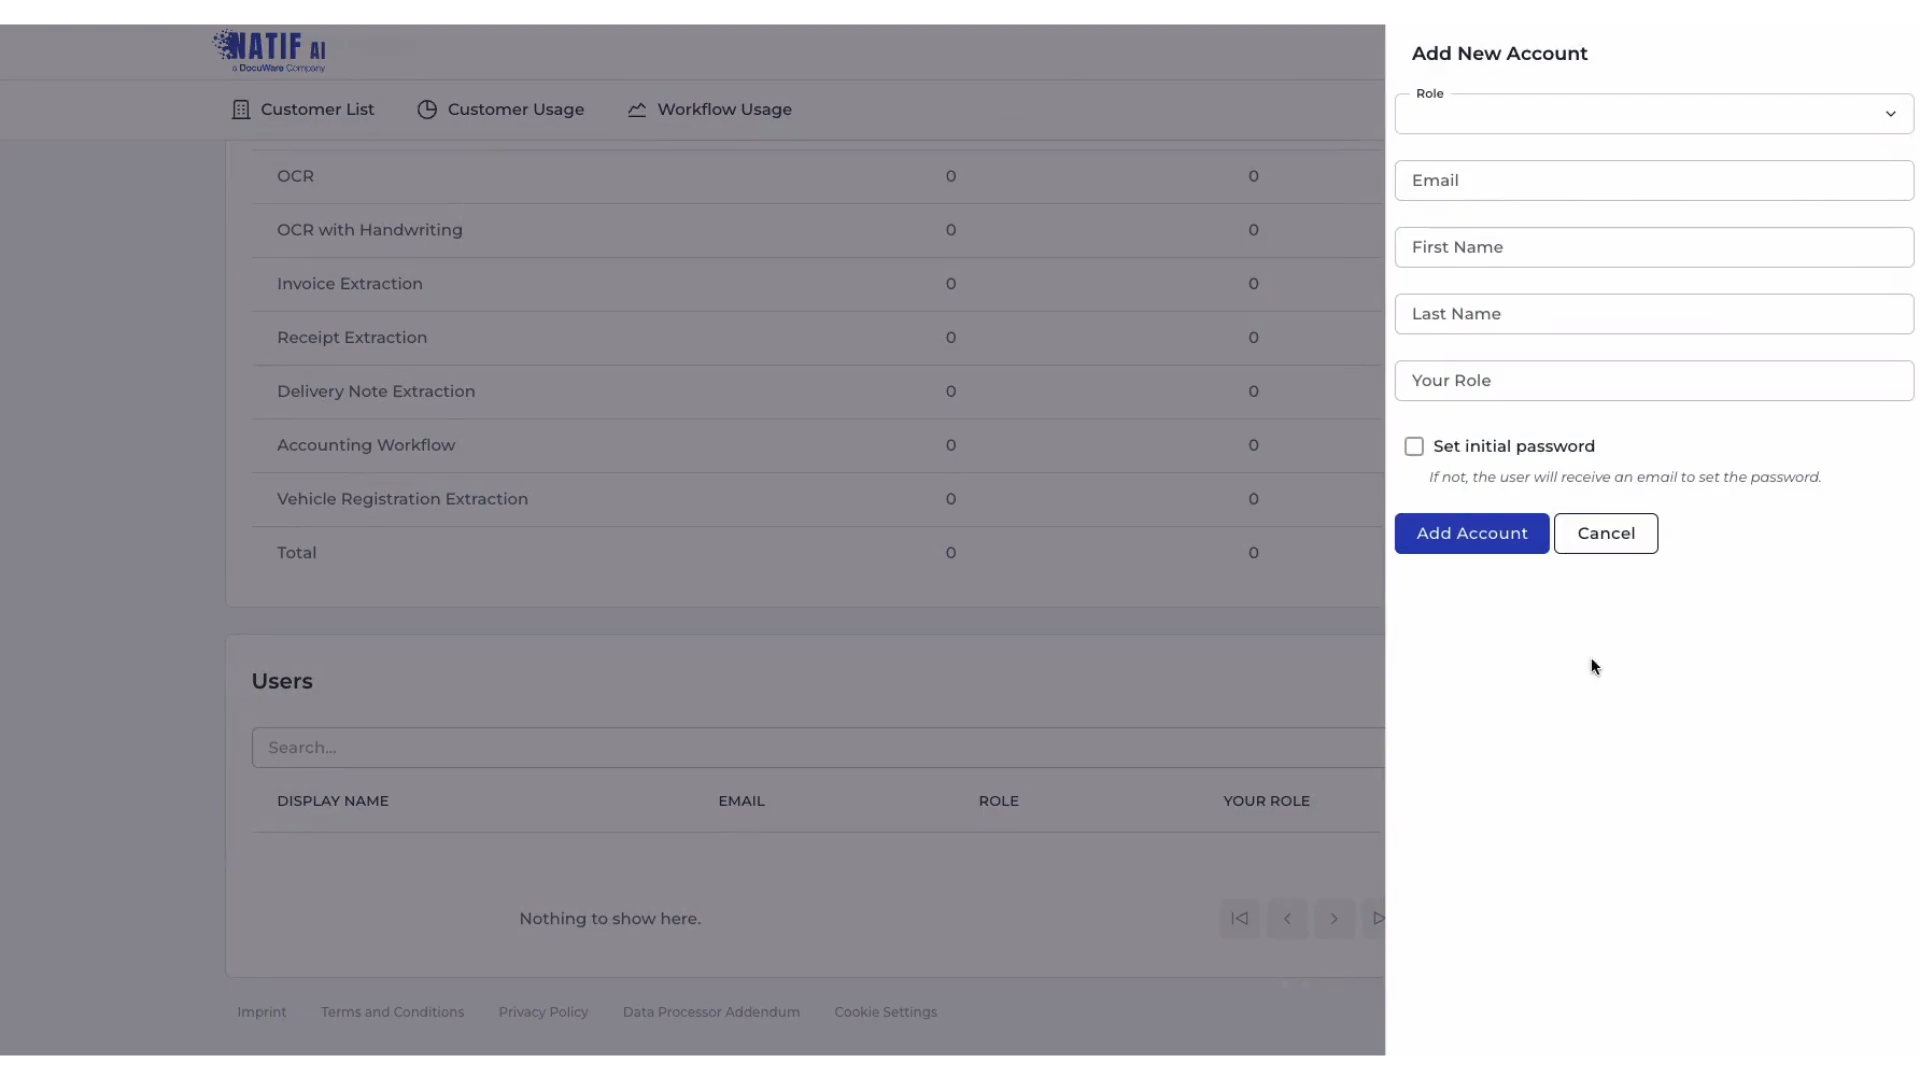 NATIF AI
a DocuWare Company
Customer List
Customer Usage
Workflow Usage
OCR 0 0
OCR with Handwriting 0 0
Invoice Extraction 0 0
Receipt Extraction 0 0
Delivery Note Extraction 0 0
Accounting Workflow 0 0
Vehicle Registration Extraction 0 0
Total 0 0
Users
Search...
DISPLAY NAME EMAIL ROLE YOUR ROLE
Nothing to show here.
Imprint Terms and Conditions Privacy Policy Data Processor Addendum Cookie Settings
Add New Account
Role
Email
First Name
Last Name
Your Role
Set initial password
If not, the user will receive an email to set the password.
Add Account Cancel